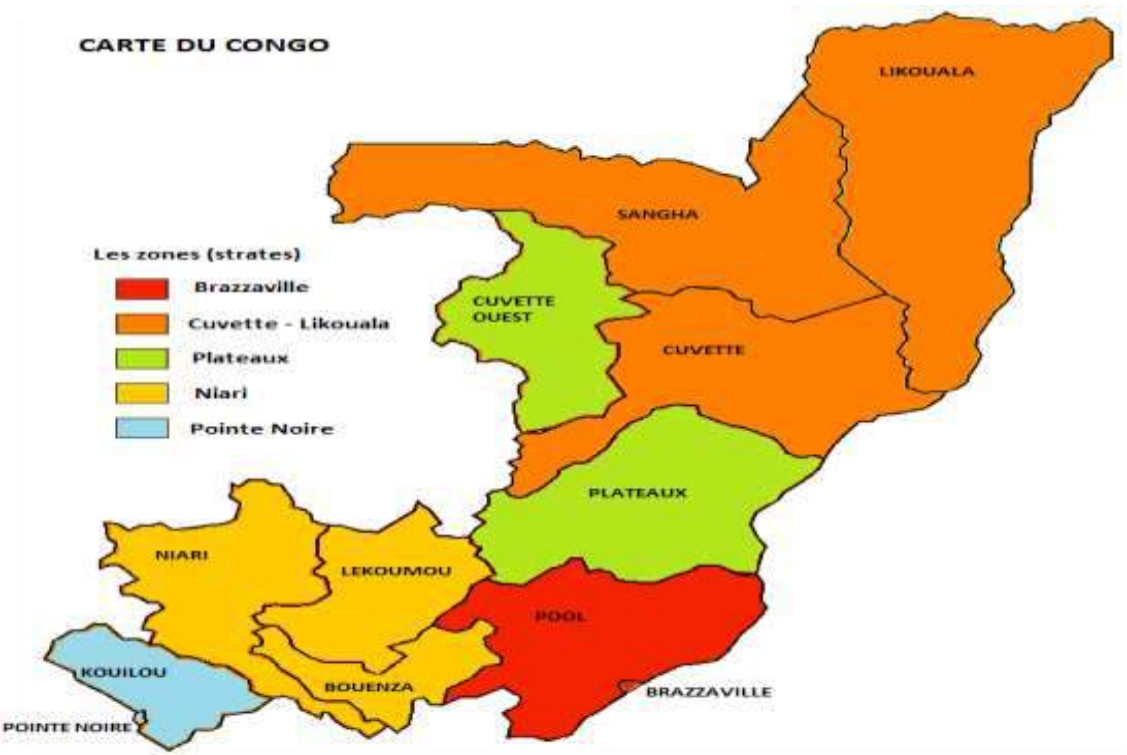 CARTE DU CONGO
LIKOUALA
SANGHA
Les zones (strates)
Brazzaville
Cuvette - Likouala
Plateaux
Niari
Pointe Noire
CUVETTE
OUEST
CUVETTE
PLATEAUX
NIARI
LEKOUMOU
POOL
KOUILOU
BOUENZA
BRAZZAVILLE
POINTE NOIRE